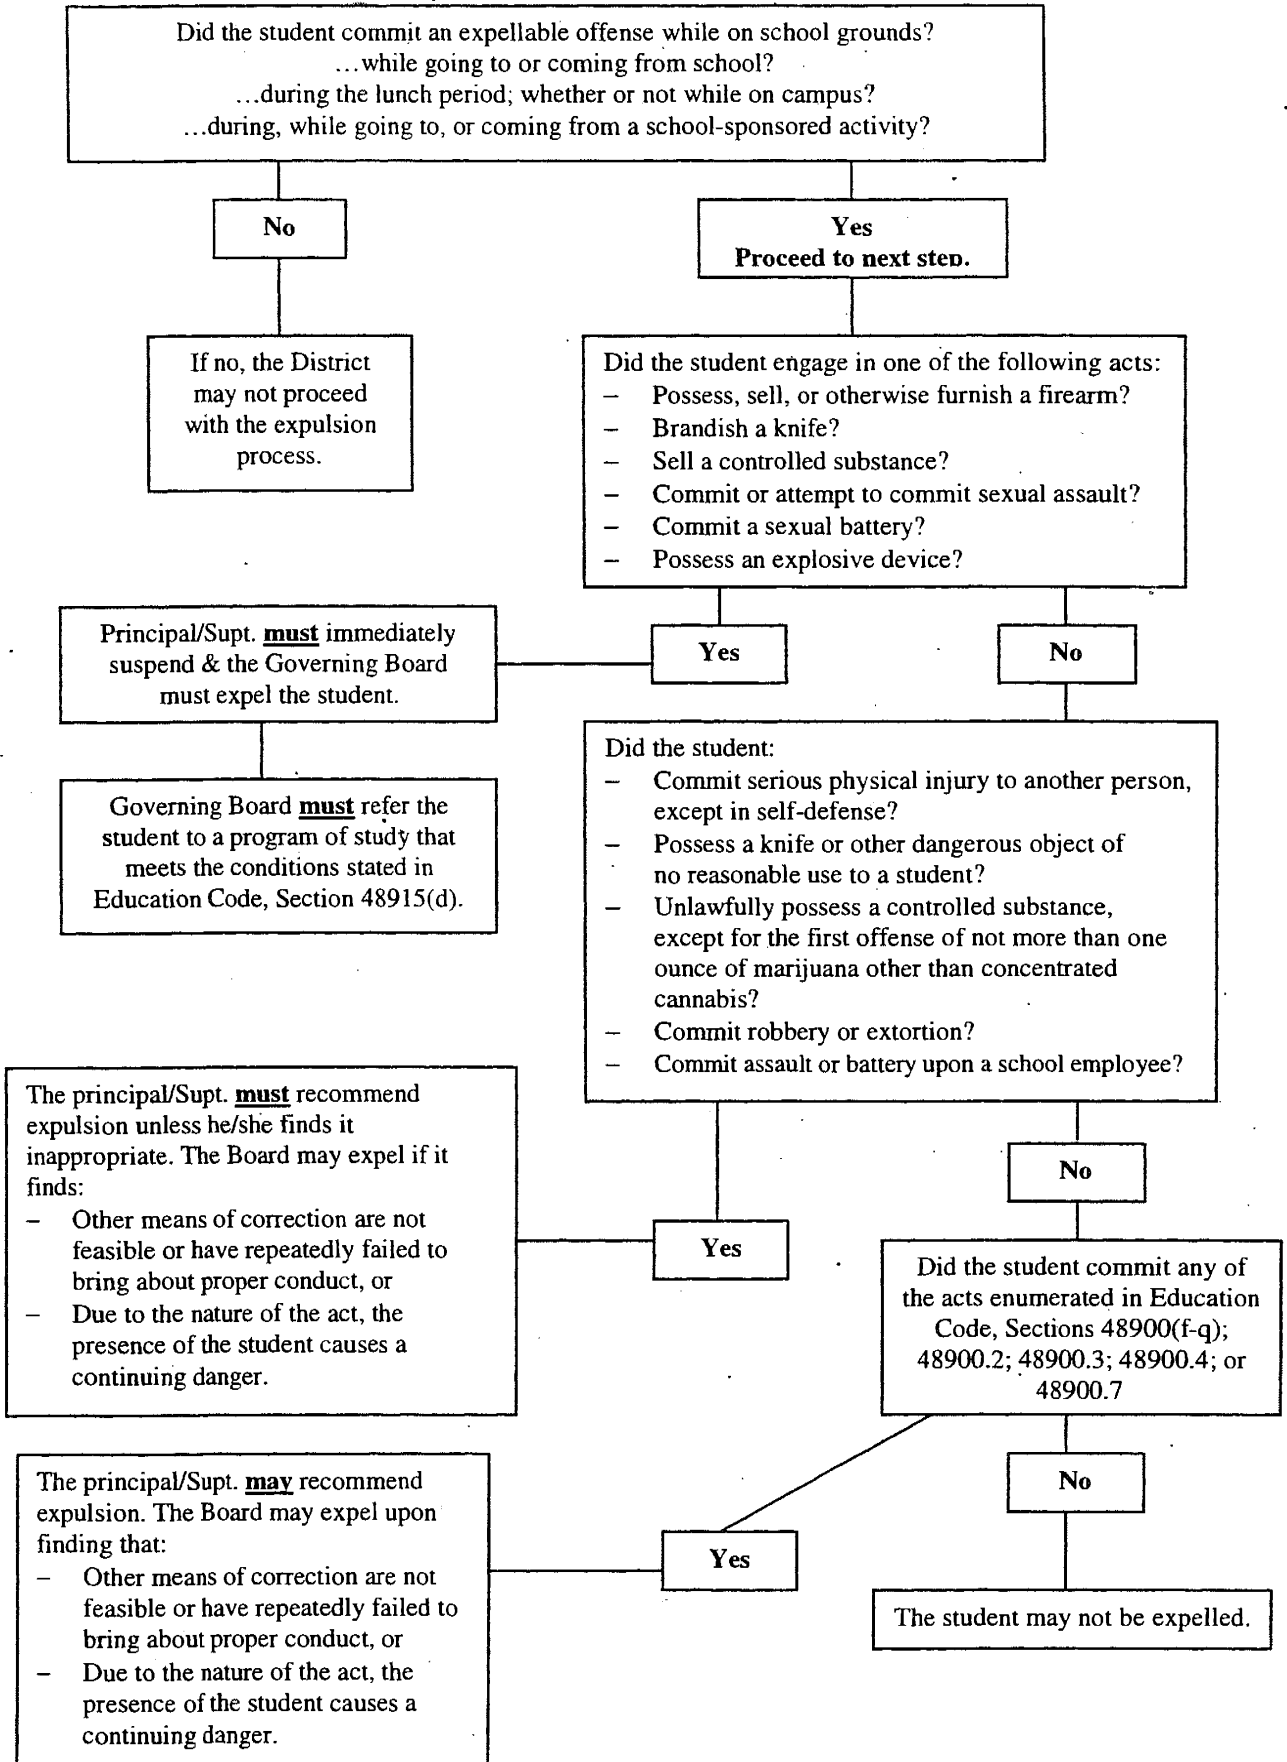 Did the student commit an expellable offense while on school grounds?
…while going to or coming from school?
…during the lunch period; whether or not while on campus?
…during, while going to, or coming from a school-sponsored activity?
No
Yes
Proceed to next step.
If no, the District
may not proceed
with the expulsion
process.
Did the student engage in one of the following acts:
– Possess, sell, or otherwise furnish a firearm?
– Brandish a knife?
– Sell a controlled substance?
– Commit or attempt to commit sexual assault?
– Commit a sexual battery?
– Possess an explosive device?
Yes
No
Principal/Supt. must immediately
suspend & the Governing Board
must expel the student.
Governing Board must refer the
student to a program of study that
meets the conditions stated in
Education Code, Section 48915(d).
Did the student:
– Commit serious physical injury to another person,
except in self-defense?
– Possess a knife or other dangerous object of
no reasonable use to a student?
– Unlawfully possess a controlled substance,
except for the first offense of not more than one
ounce of marijuana other than concentrated
cannabis?
– Commit robbery or extortion?
– Commit assault or battery upon a school employee?
Yes
No
The principal/Supt. must recommend
expulsion unless he/she finds it
inappropriate. The Board may expel if it
finds:
– Other means of correction are not
feasible or have repeatedly failed to
bring about proper conduct, or
– Due to the nature of the act, the
presence of the student causes a
continuing danger.
Did the student commit any of
the acts enumerated in Education
Code, Sections 48900(f-q);
48900.2; 48900.3; 48900.4; or
48900.7
Yes
No
The principal/Supt. may recommend
expulsion. The Board may expel upon
finding that:
– Other means of correction are not
feasible or have repeatedly failed to
bring about proper conduct, or
– Due to the nature of the act, the
presence of the student causes a
continuing danger.
The student may not be expelled.